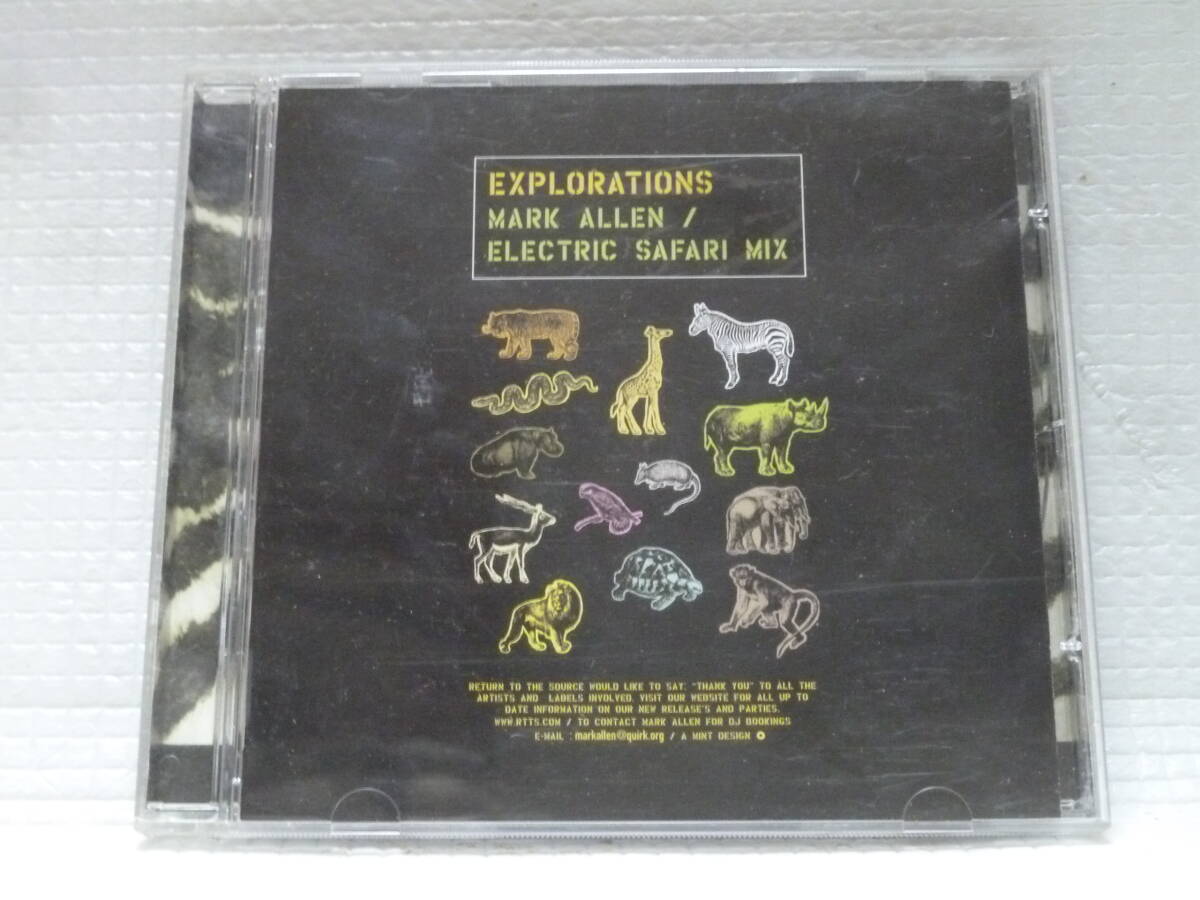 EXPLORATIONS
MARK ALLEN /
ELECTRIC SAFARI MIX
RETURN TO THE SOURCE WOULD LIKE TO SAY: "THANK YOU" TO ALL THE
ARTISTS AND LABELS INVOLVED. VISIT OUR WEBSITE FOR ALL UP TO
DATE INFORMATION ON OUR NEW RELEASE'S AND PARTIES.
WWW.RTTS.COM / TO CONTACT MARK ALLEN FOR DJ BOOKINGS
E-MAIL : markallen@quirk.org / A MINT DESIGN